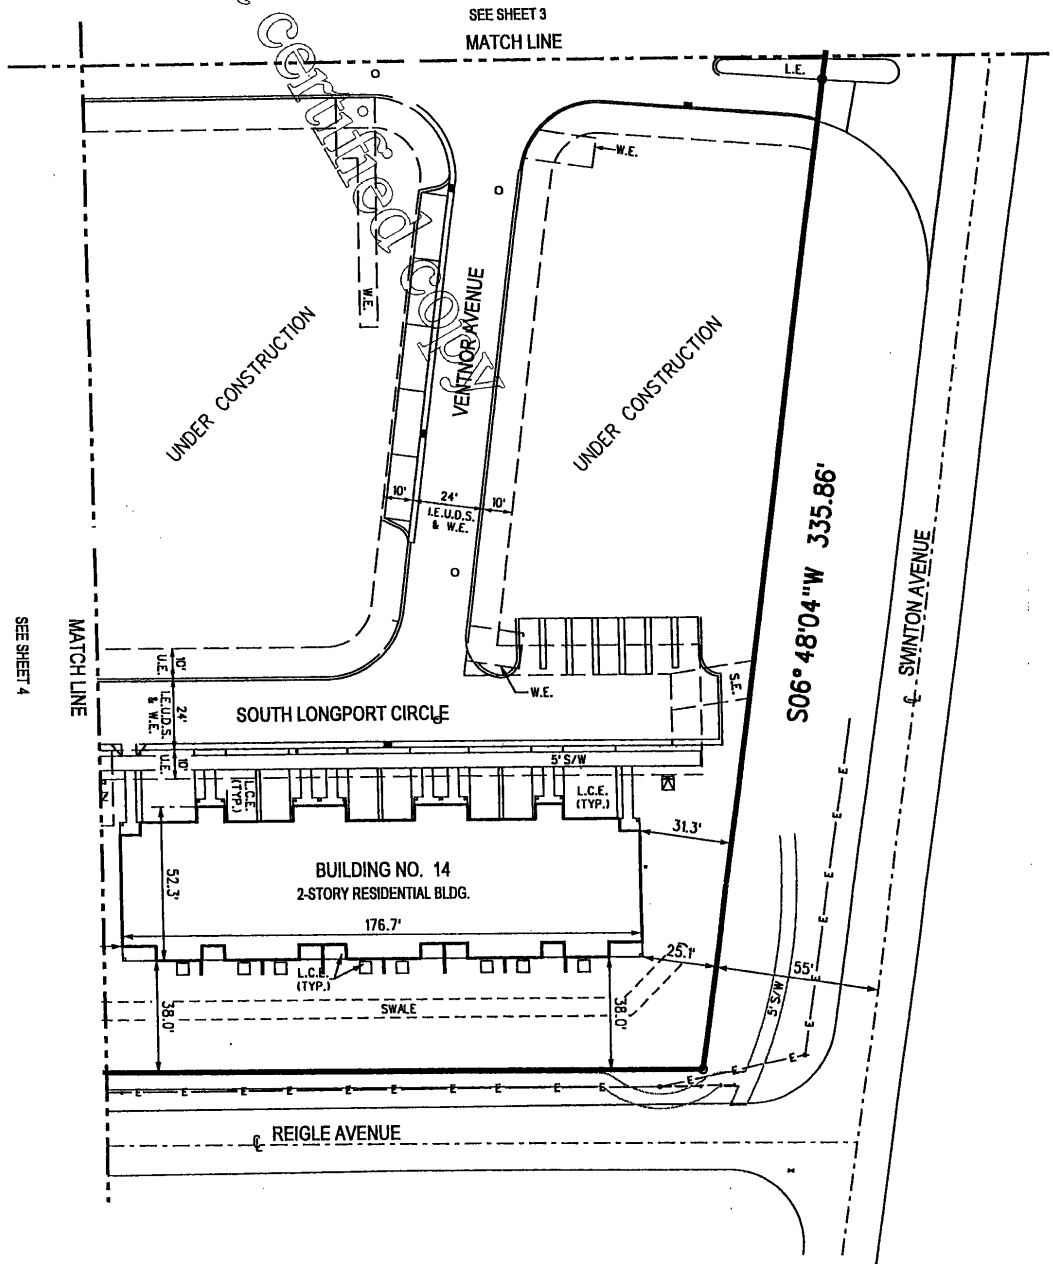 SEE SHEET 3
MATCH LINE
L.E.
certified copy
W.E.
W.E.
VENTNOR AVENUE
UNDER CONSTRUCTION
UNDER CONSTRUCTION
10'
24'
10'
I.E.U.D.S.
& W.E.
S06°48'04"W 335.86'
SWINTON AVENUE
℄
SEE SHEET 4
MATCH LINE
10'
U.E.
24'
I.E.U.D.S.
& W.E.
10'
U.E.
W.E.
S.E.
SOUTH LONGPORT CIRCLE
5' S/W
L.C.E.
(TYP.)
L.C.E.
(TYP.)
31.3'
BUILDING NO. 14
2-STORY RESIDENTIAL BLDG.
52.3'
176.7'
25.1'
55'
L.C.E.
(TYP.)
SWALE
38.0'
38.0'
5' S/W
E E E E E
E E E E E E E E E E E
℄ REIGLE AVENUE